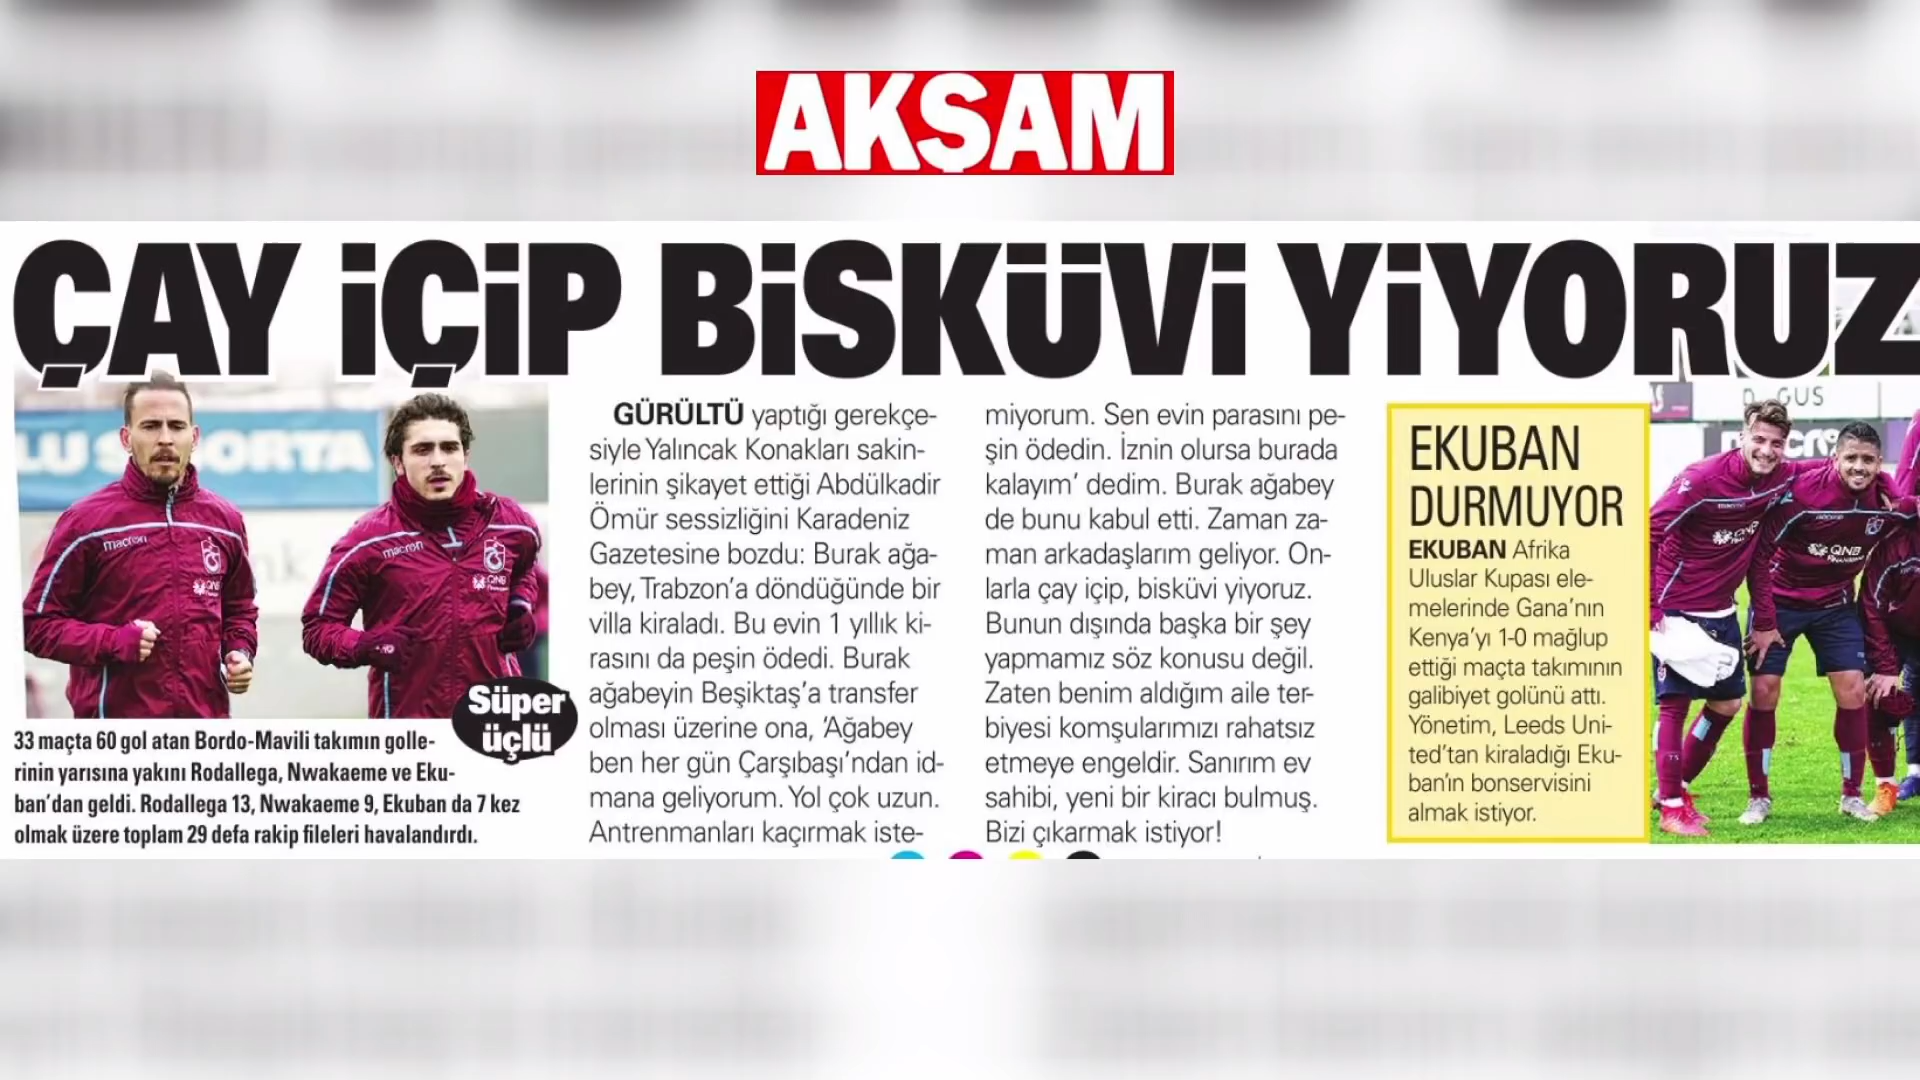 AKŞAM
ÇAY İÇİP BİSKÜVİ YİYORUZ
LU SPORTA
macron
QNB
macron
QNB
Süper
üçlü
33 maçta 60 gol atan Bordo-Mavili takımın golle-
rinin yarısına yakını Rodallega, Nwakaeme ve Eku-
ban'dan geldi. Rodallega 13, Nwakaeme 9, Ekuban da 7 kez
olmak üzere toplam 29 defa rakip fileleri havalandırdı.
GÜRÜLTÜ yaptığı gerekçe-
siyle Yalıncak Konakları sakin-
lerinin şikayet ettiği Abdülkadir
Ömür sessizliğini Karadeniz
Gazetesine bozdu: Burak ağa-
bey, Trabzon'a döndüğünde bir
villa kiraladı. Bu evin 1 yıllık ki-
rasını da peşin ödedi. Burak
ağabeyin Beşiktaş'a transfer
olması üzerine ona, 'Ağabey
ben her gün Çarşıbaşı'ndan id-
mana geliyorum. Yol çok uzun.
Antrenmanları kaçırmak iste-
miyorum. Sen evin parasını pe-
şin ödedin. İznin olursa burada
kalayım' dedim. Burak ağabey
de bunu kabul etti. Zaman za-
man arkadaşlarım geliyor. On-
larla çay içip, bisküvi yiyoruz.
Bunun dışında başka bir şey
yapmamız söz konusu değil.
Zaten benim aldığım aile ter-
biyesi komşularımızı rahatsız
etmeye engeldir. Sanırım ev
sahibi, yeni bir kiracı bulmuş.
Bizi çıkarmak istiyor!
EKUBAN
DURMUYOR
EKUBAN Afrika
Uluslar Kupası ele-
melerinde Gana'nın
Kenya'yı 1-0 mağlup
ettiği maçta takımının
galibiyet golünü attı.
Yönetim, Leeds Uni-
ted'tan kiraladığı Eku-
ban'ın bonservisini
almak istiyor.
QNB
QNB